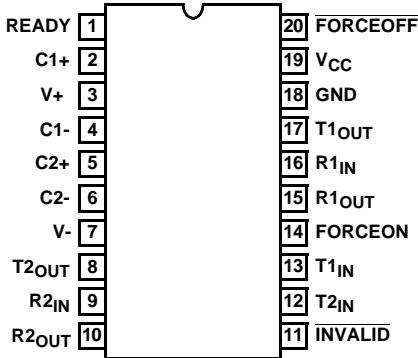 READY 1 20 FORCEOFF
C1+ 2 19 VCC
V+ 3 18 GND
C1- 4 17 T1OUT
C2+ 5 16 R1IN
C2- 6 15 R1OUT
V- 7 14 FORCEON
T2OUT 8 13 T1IN
R2IN 9 12 T2IN
R2OUT 10 11 INVALID